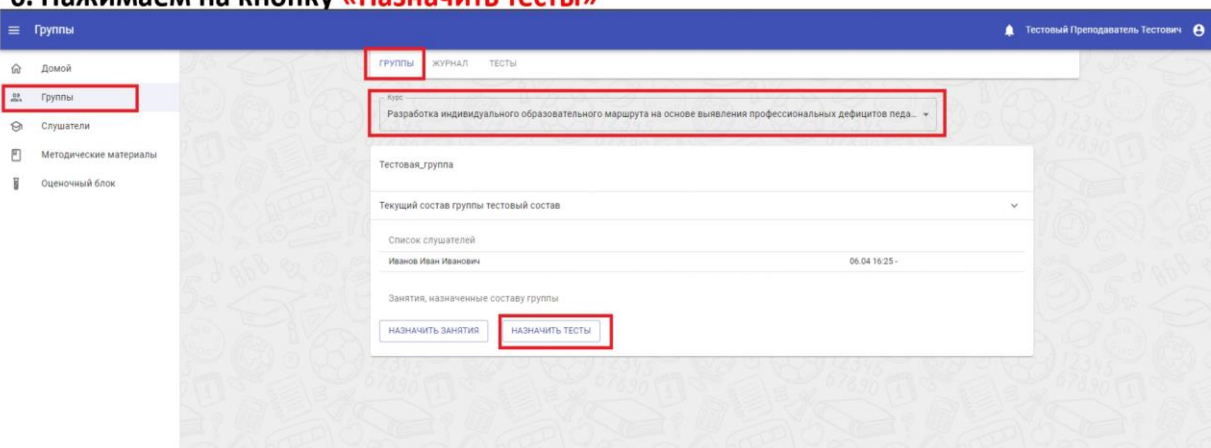 6. Нажимаем на кнопку «Назначить тесты»
Группы
Тестовый Преподаватель Тестович
Домой
Группы
Слушатели
Методические материалы
Оценочный блок
ГРУППЫ ЖУРНАЛ ТЕСТЫ
Курс
Разработка индивидуального образовательного маршрута на основе выявления профессиональных дефицитов педа...
Тестовая_группа
Текущий состав группы тестовый состав
Список слушателей
Иванов Иван Иванович 06.04 16:25 -
Занятия, назначенные составу группы
НАЗНАЧИТЬ ЗАНЯТИЯ НАЗНАЧИТЬ ТЕСТЫ